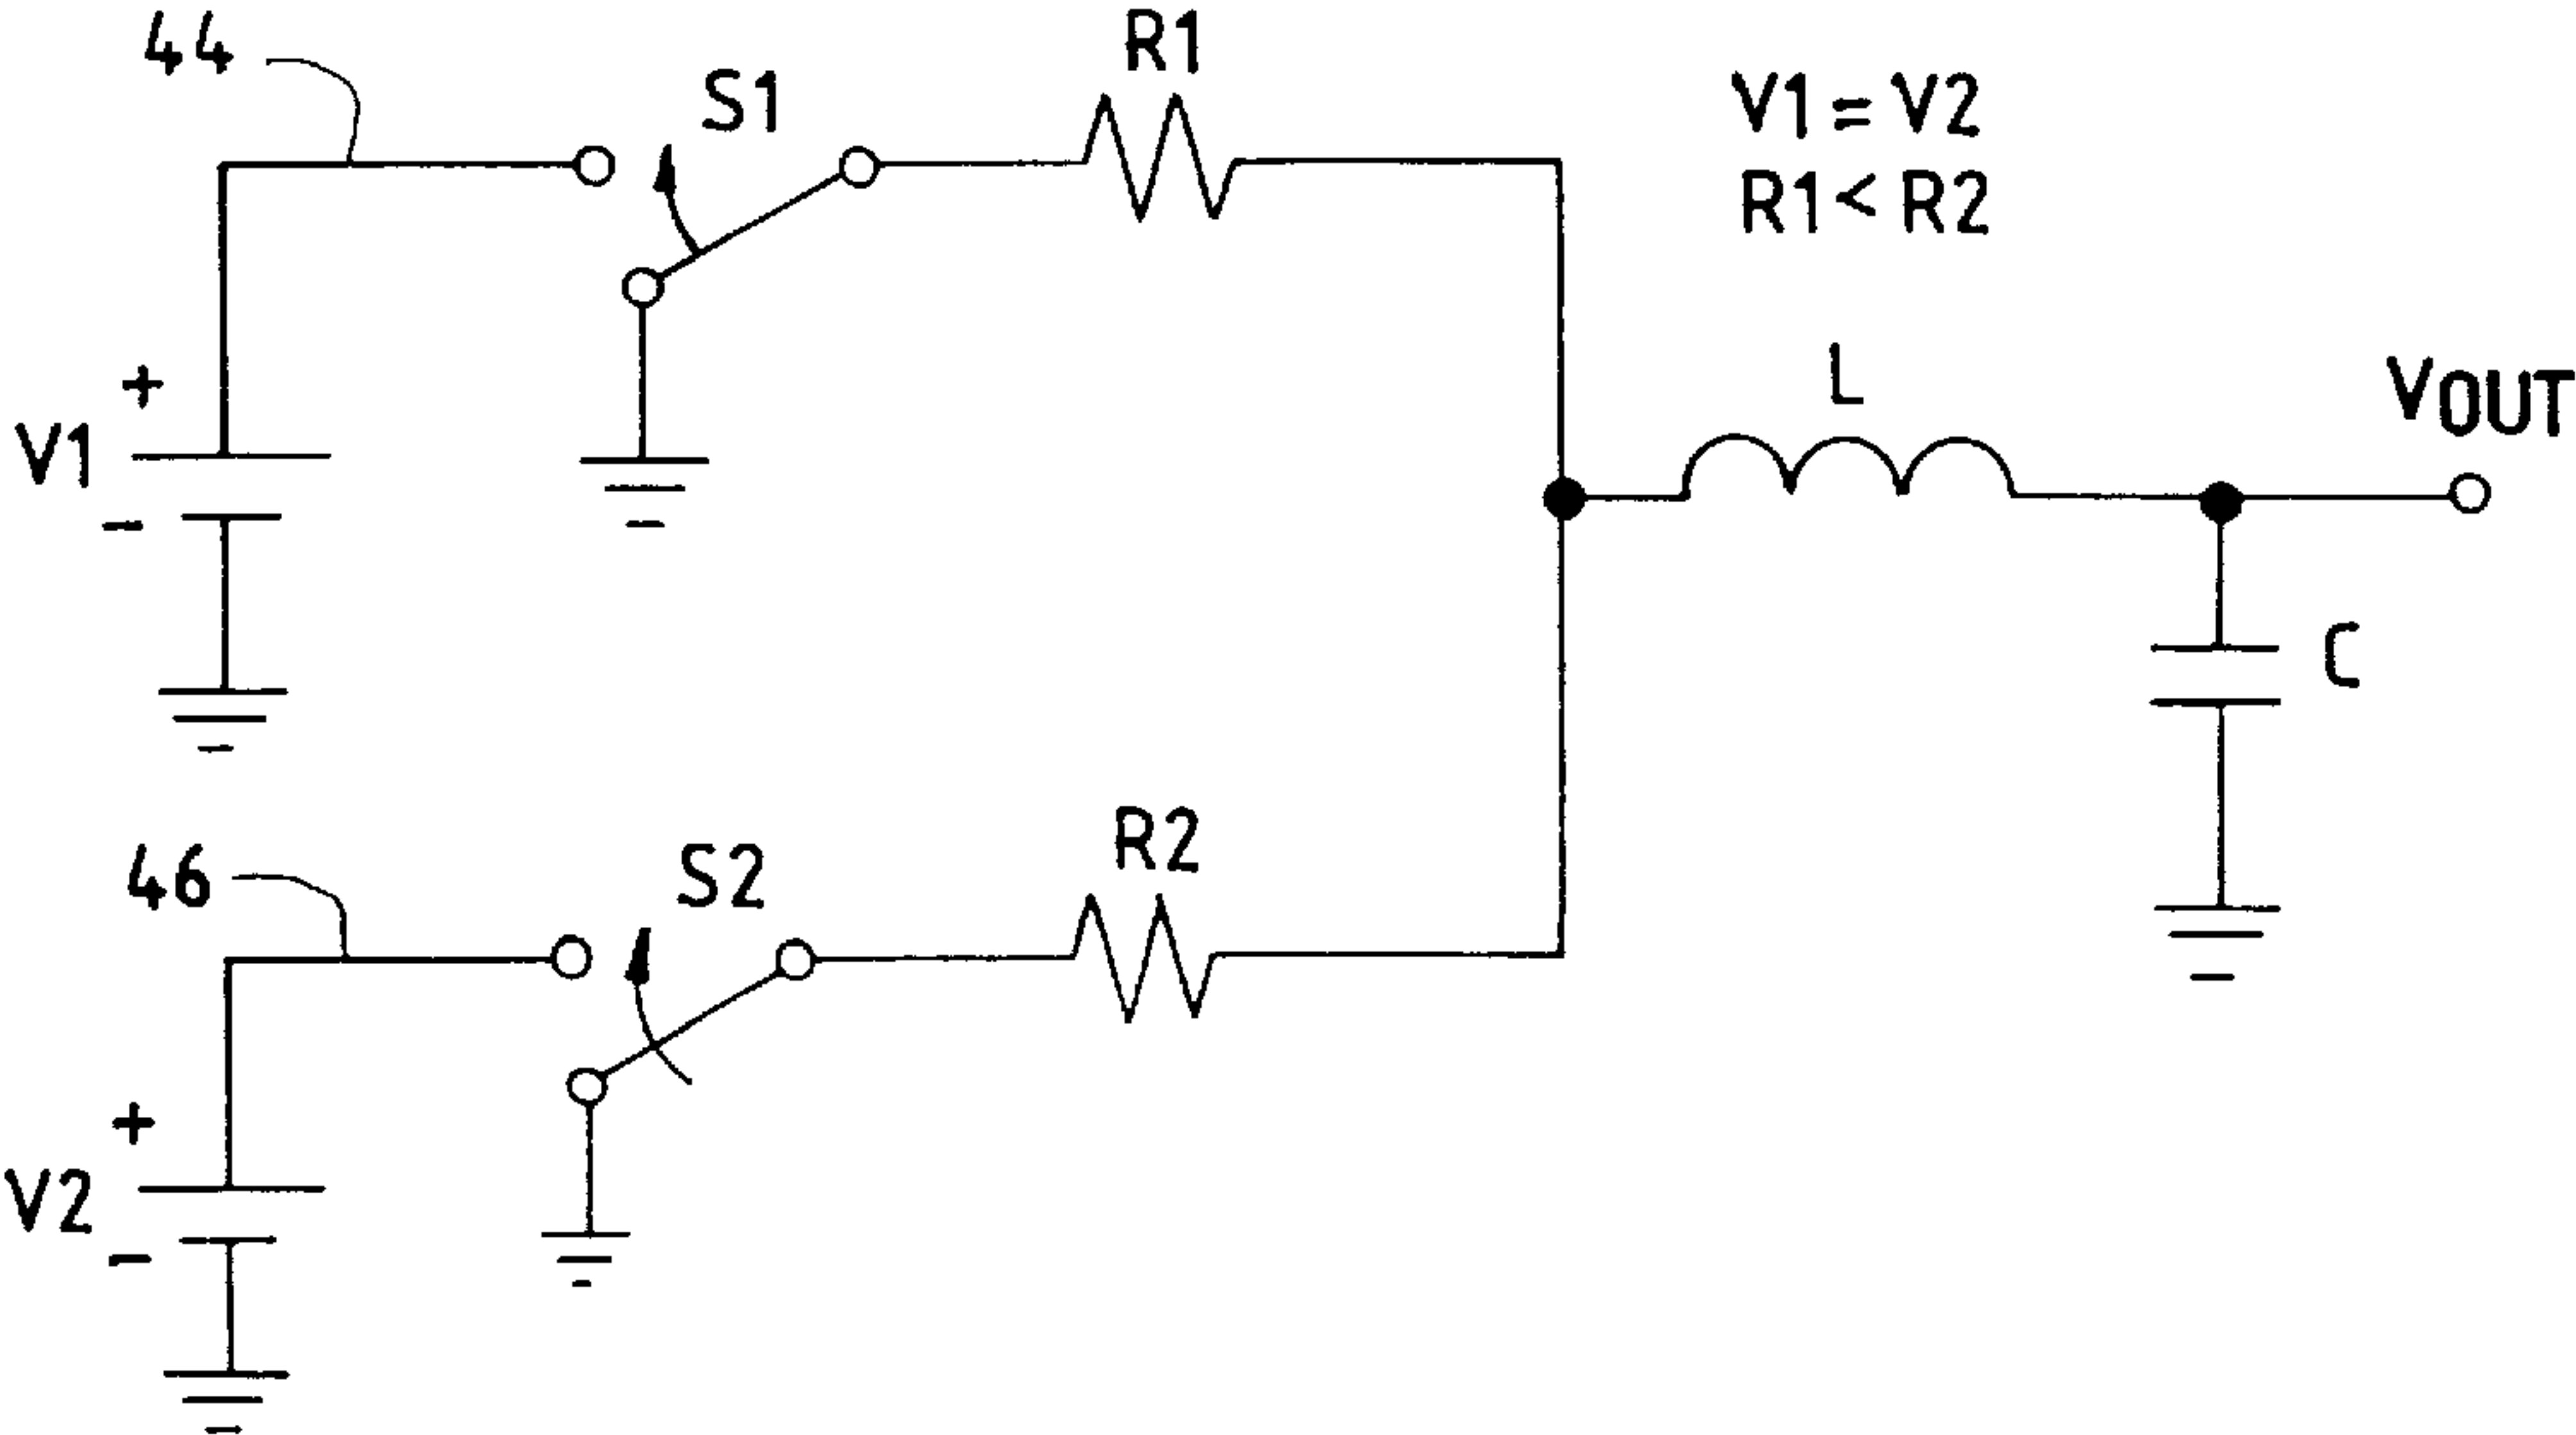 44
S1
R1
V1 = V2
R1 < R2
+
V1
-
L
VOUT
C
46
S2
R2
+
V2
-